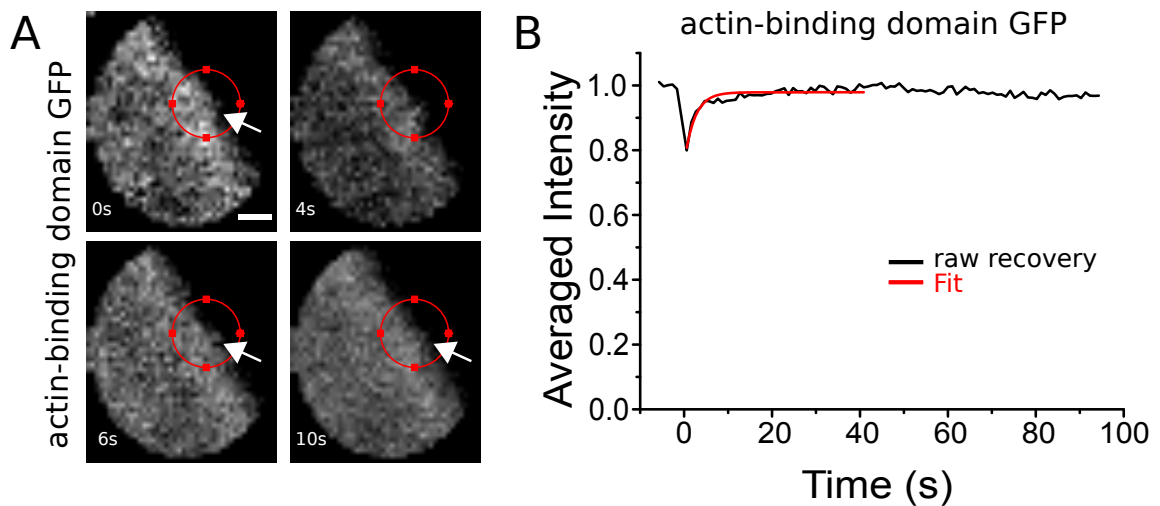 A
actin-binding domain GFP
0s
4s
6s
10s
B
actin-binding domain GFP
Averaged Intensity
1.0
0.8
0.6
0.4
0.2
0.0
raw recovery
Fit
0
20
40
60
80
100
Time (s)